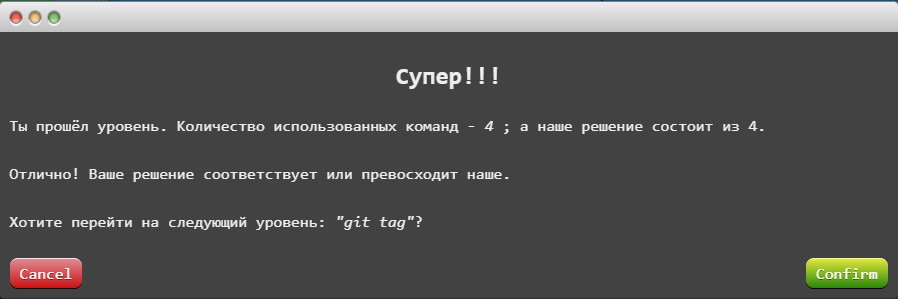 Супер!!!
Ты прошёл уровень. Количество использованных команд - 4 ; а наше решение состоит из 4.
Отлично! Ваше решение соответствует или превосходит наше.
Хотите перейти на следующий уровень: "git tag"?
Cancel
Confirm